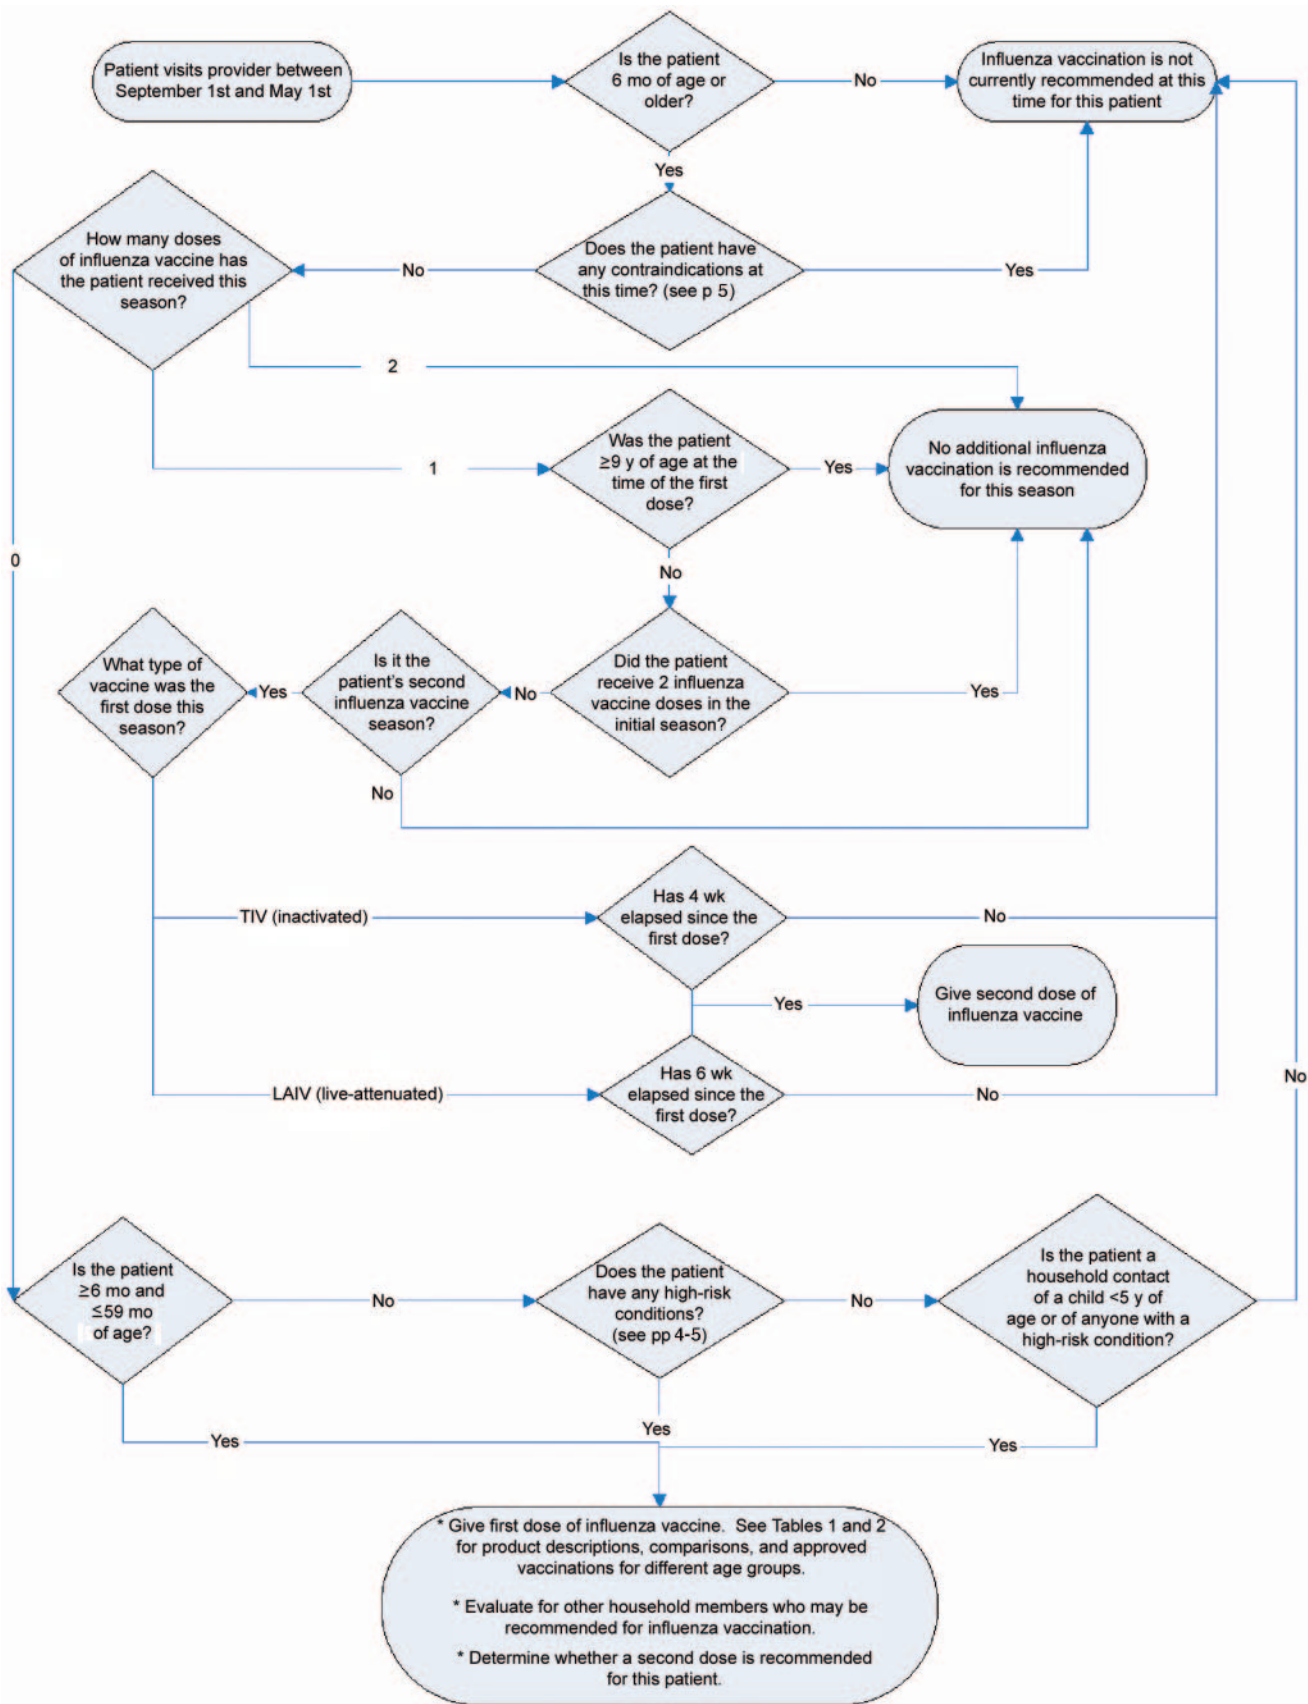 Patient visits provider between
September 1st and May 1st
Is the patient
6 mo of age or
older?
No
Influenza vaccination is not
currently recommended at this
time for this patient
Yes
How many doses
of influenza vaccine has
the patient received this
season?
No
Does the patient have
any contraindications at
this time? (see p 5)
Yes
2
1
Was the patient
≥9 y of age at the
time of the first
dose?
Yes
No additional influenza
vaccination is recommended
for this season
0
No
What type of
vaccine was the
first dose this
season?
Yes
Is it the
patient's second
influenza vaccine
season?
No
Did the patient
receive 2 influenza
vaccine doses in the
initial season?
Yes
No
TIV (inactivated)
Has 4 wk
elapsed since the
first dose?
No
Yes
Give second dose of
influenza vaccine
LAIV (live-attenuated)
Has 6 wk
elapsed since the
first dose?
No
No
Is the patient
≥6 mo and
≤59 mo
of age?
No
Does the patient
have any high-risk
conditions?
(see pp 4-5)
No
Is the patient a
household contact
of a child <5 y of
age or of anyone with a
high-risk condition?
Yes
Yes
Yes
* Give first dose of influenza vaccine. See Tables 1 and 2
for product descriptions, comparisons, and approved
vaccinations for different age groups.
* Evaluate for other household members who may be
recommended for influenza vaccination.
* Determine whether a second dose is recommended
for this patient.